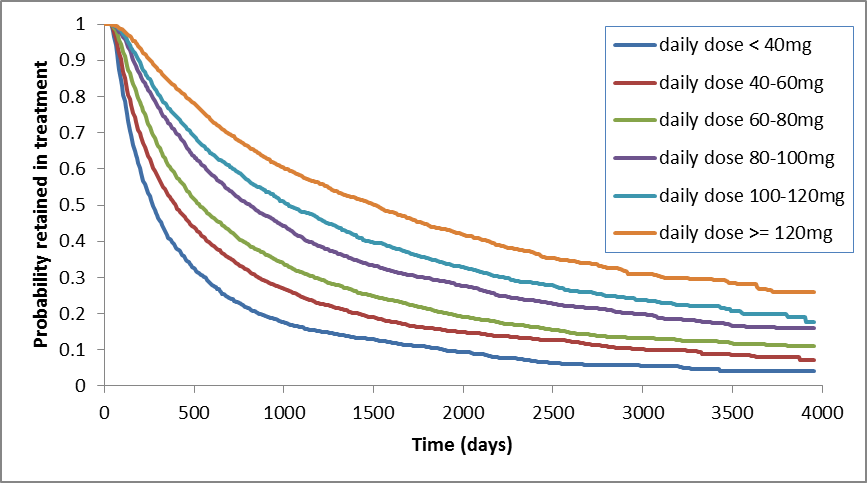 1
0.9
0.8
0.7
0.6
0.5
0.4
0.3
0.2
0.1
0
Probability retained in treatment
0 500 1000 1500 2000 2500 3000 3500 4000
Time (days)
daily dose < 40mg
daily dose 40-60mg
daily dose 60-80mg
daily dose 80-100mg
daily dose 100-120mg
daily dose >= 120mg